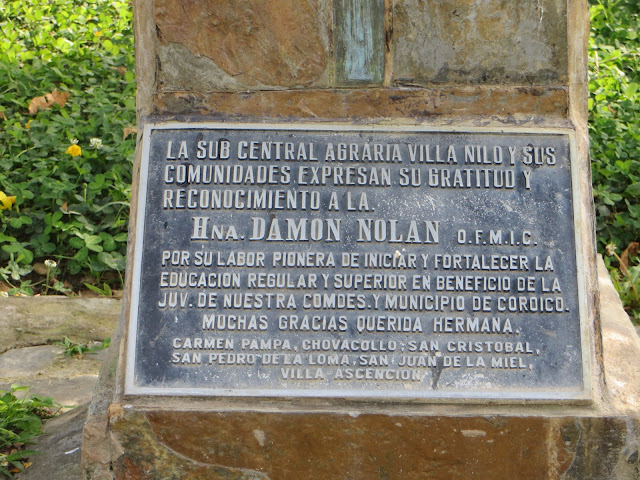 LA SUB CENTRAL AGRARIA VILLA NILO Y SUS
COMUNIDADES EXPRESAN SU GRATITUD Y
RECONOCIMIENTO A LA.
HNA. DAMON NOLAN O.F.M.I.C.
POR SU LABOR PIONERA DE INICIAR Y FORTALECER LA
EDUCACION REGULAR Y SUPERIOR EN BENEFICIO DE LA
JUV. DE NUESTRA COMDES. Y MUNICIPIO DE COROICO.
MUCHAS GRACIAS QUERIDA HERMANA.
CARMEN PAMPA, CHOVACOLLO, SAN CRISTOBAL,
SAN PEDRO DE LA LOMA, SAN JUAN DE LA MIEL,
VILLA ASCENCION